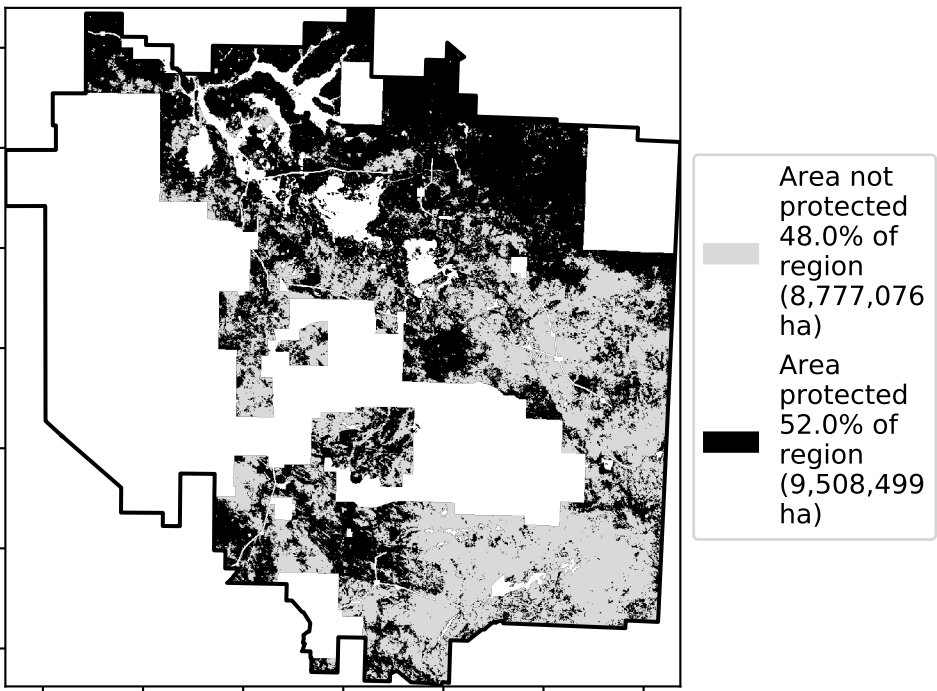 Area not
protected
48.0% of
region
(8,777,076
ha)
Area
protected
52.0% of
region
(9,508,499
ha)